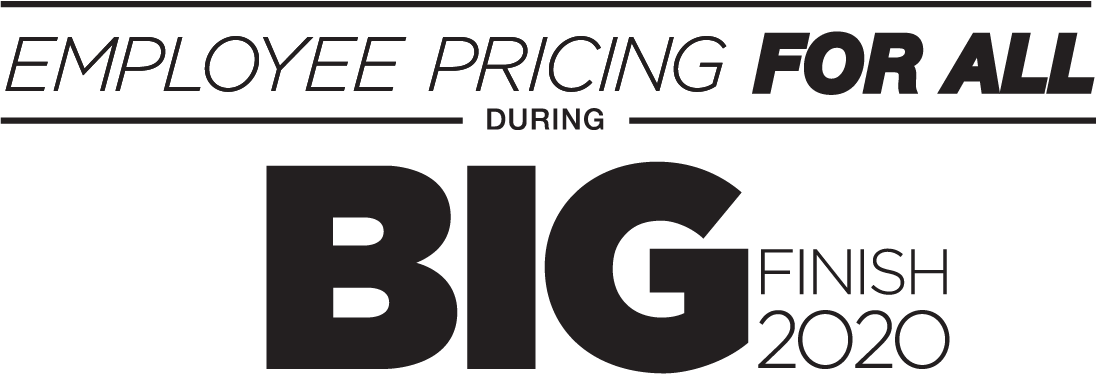 EMPLOYEE PRICING FOR ALL
DURING
BIG FINISH
2020